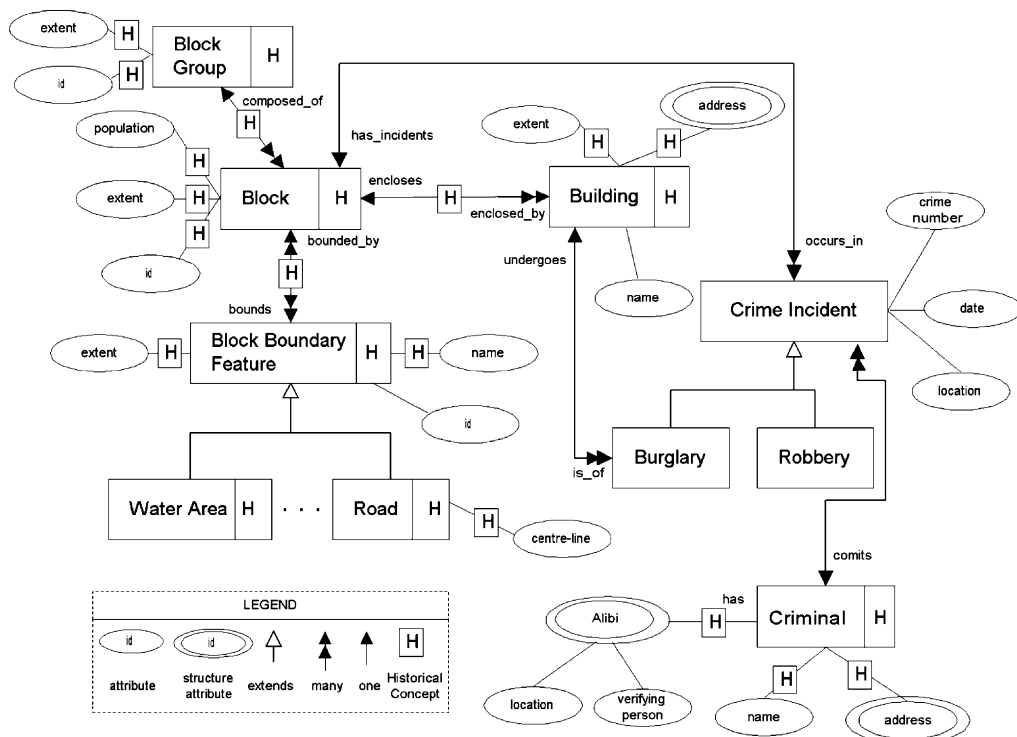 extent
H
id
H
Block
Group
H
composed_of
H
population
H
extent
H
id
H
Block
H
has_incidents
encloses
H
enclosed_by
bounded_by
H
bounds
extent
H
address
H
Building
H
undergoes
name
occurs_in
crime
number
Crime Incident
date
location
extent
H
Block Boundary
Feature
H
H
name
id
Water Area
H
. . .
Road
H
H
centre-line
is_of
Burglary
Robbery
comits
Criminal
H
has
H
Alibi
location
verifying
person
H
name
H
address
LEGEND
id
id
H
attribute
structure
attribute
extends
many
one
Historical
Concept